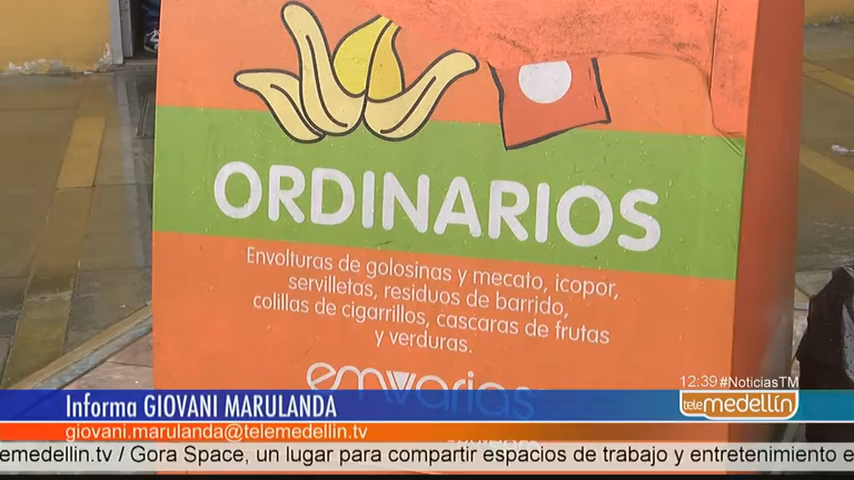 ORDINARIOS
Envolturas de golosinas y mecato, icopor,
servilletas, residuos de barrido,
colillas de cigarrillos, cascaras de frutas
y verduras.
emvarias
12:39 #NoticiasTM
tele medellín
Informa GIOVANI MARULANDA
giovani.marulanda@telemedellin.tv
emedellin.tv / Gora Space, un lugar para compartir espacios de trabajo y entretenimiento e